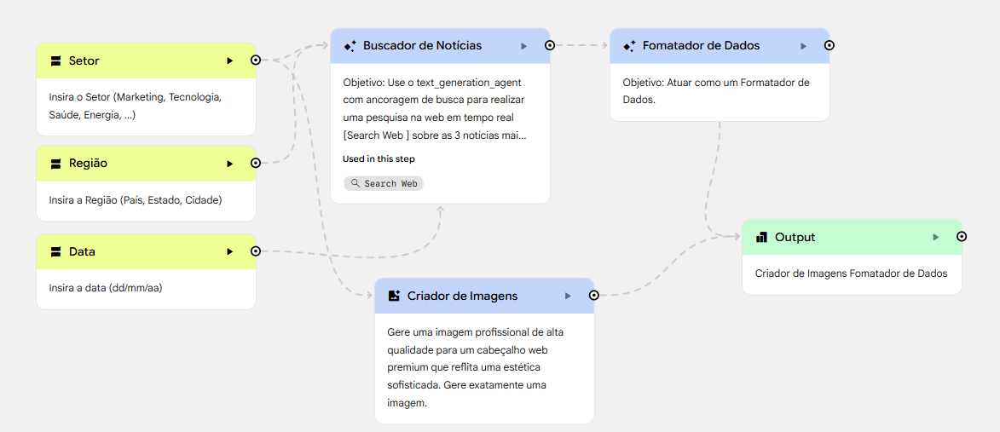 Setor
Insira o Setor (Marketing, Tecnologia,
Saúde, Energia, ...)
Região
Insira a Região (País, Estado, Cidade)
Data
Insira a data (dd/mm/aa)
Buscador de Notícias
Objetivo: Use o text_generation_agent
com ancoragem de busca para realizar
uma pesquisa na web em tempo real
[Search Web ] sobre as 3 notícias mai...
Used in this step
Search Web
Fomatador de Dados
Objetivo: Atuar como um Formatador de
Dados.
Criador de Imagens
Gere uma imagem profissional de alta
qualidade para um cabeçalho web
premium que reflita uma estética
sofisticada. Gere exatamente uma
imagem.
Output
Criador de Imagens Fomatador de Dados